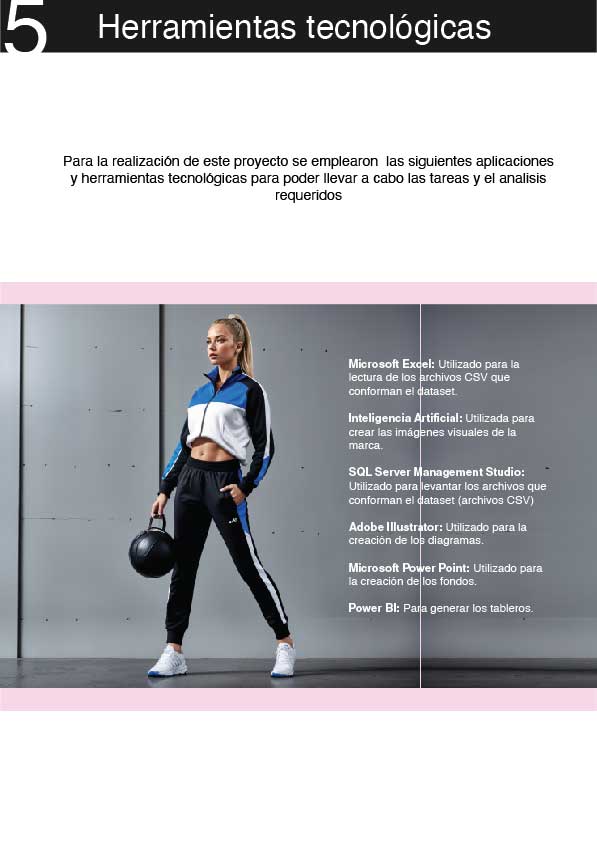 5
Herramientas tecnológicas
Para la realización de este proyecto se emplearon  las siguientes aplicaciones
y herramientas tecnológicas para poder llevar a cabo las tareas y el analisis
requeridos
Microsoft Excel: Utilizado para la
lectura de los archivos CSV que
conforman el dataset.
Inteligencia Artificial: Utilizada para
crear las imágenes visuales de la
marca.
SQL Server Management Studio:
Utilizado para levantar los archivos que
conforman el dataset (archivos CSV)
Adobe Illustrator: Utilizado para la
creación de los diagramas.
Microsoft Power Point: Utilizado para
la creación de los fondos.
Power BI: Para generar los tableros.